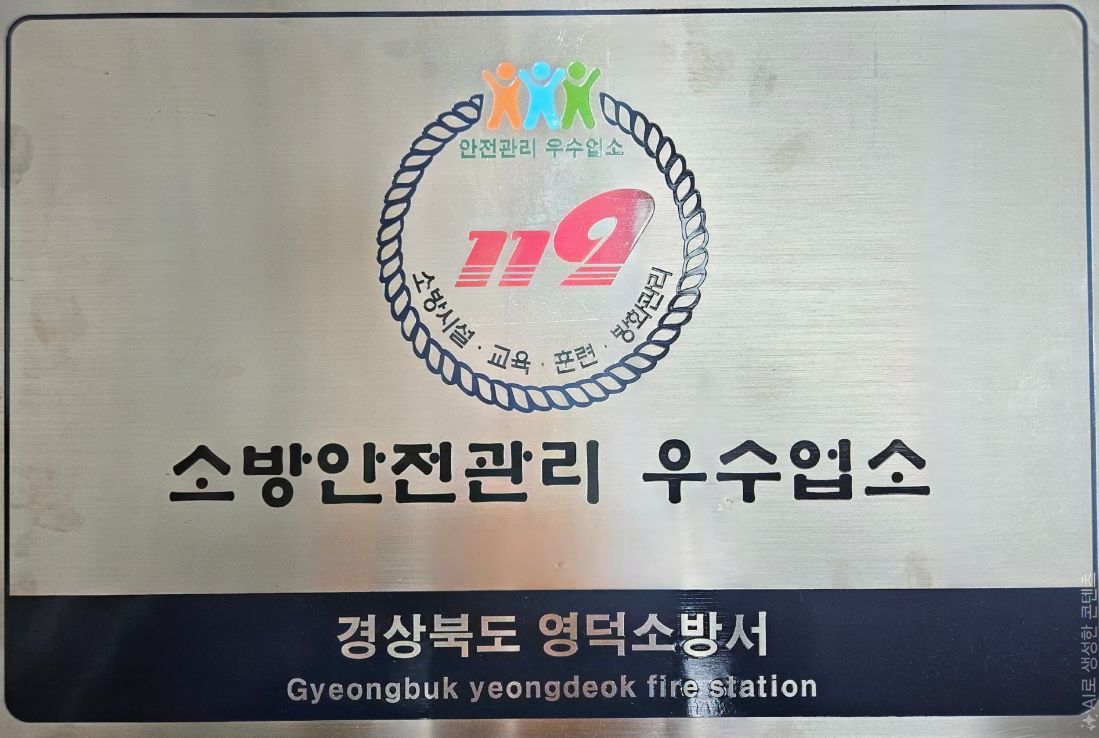 안전관리 우수업소
119
소방시설 · 교육 · 훈련 · 방화관리
소방안전관리 우수업소
경상북도 영덕소방서
Gyeongbuk yeongdeok fire station
AI로 생성한 콘텐츠